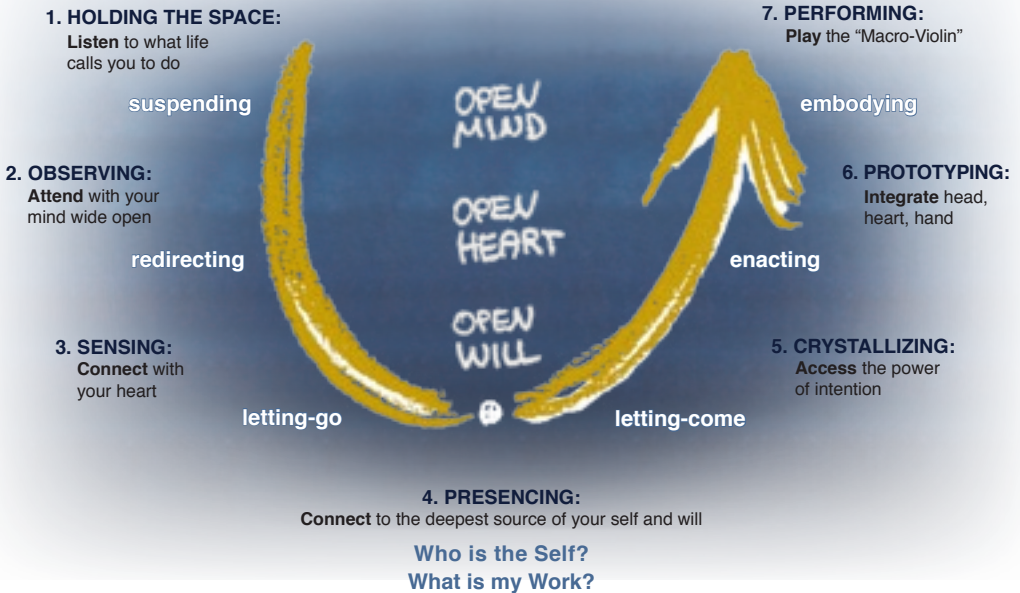 1. HOLDING THE SPACE:
Listen to what life
calls you to do
suspending
2. OBSERVING:
Attend with your
mind wide open
redirecting
3. SENSING:
Connect with
your heart
letting-go
OPEN
MIND
OPEN
HEART
OPEN
WILL
4. PRESENCING:
Connect to the deepest source of your self and will
Who is the Self?
What is my Work?
letting-come
5. CRYSTALLIZING:
Access the power
of intention
enacting
6. PROTOTYPING:
Integrate head,
heart, hand
embodying
7. PERFORMING:
Play the “Macro-Violin”